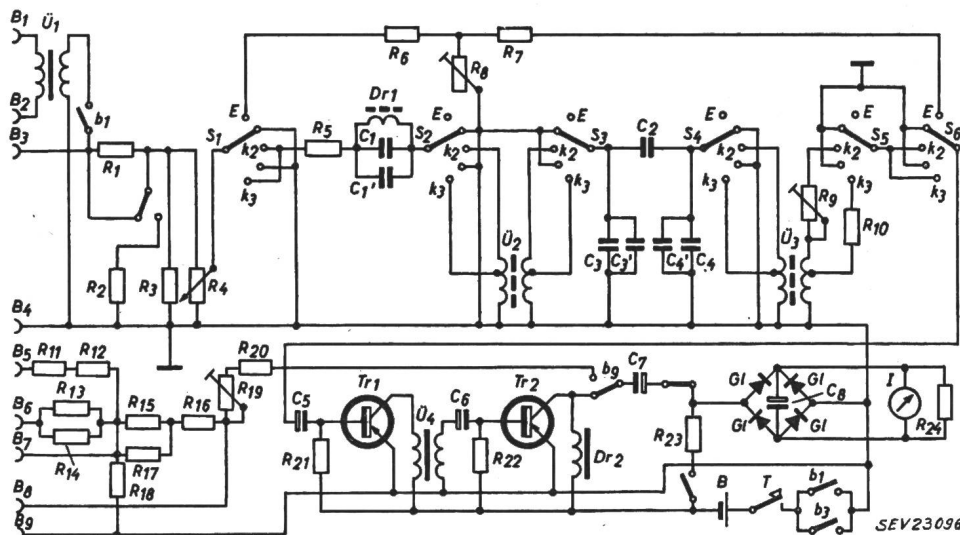 B1
Ü1
B2
B3
b1
R1
R2
R3
R4
B4
E
S1
k2
k3
R5
R6
R7
R8
Dr1
C1
C1'
E
S2
k2
k3
Ü2
E
k2
k3
S3
C2
C3
C3'
C4'
C4
E
S4
k2
k3
Ü3
E
k2
k3
S5
R9
R10
E
S6
k2
k3
B5
R11
R12
B6
R13
R14
B7
R15
R16
R17
R18
B8
B9
R19
R20
C5
R21
Tr1
Ü4
C6
R22
Tr2
Dr2
b9
C7
R23
Gl
Gl
Gl
Gl
C8
I
R24
B
T
b1
b3
SEV23096